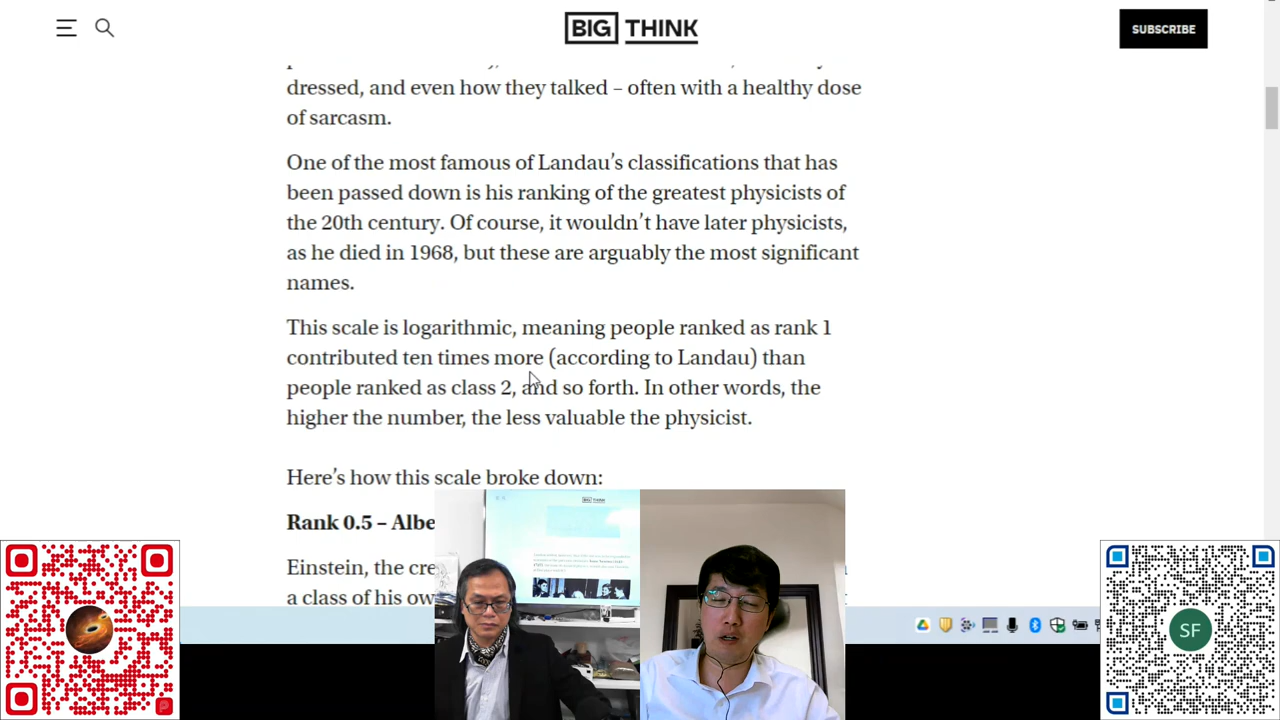 BIG THINK
SUBSCRIBE
dressed, and even how they talked – often with a healthy dose
of sarcasm.
One of the most famous of Landau’s classifications that has
been passed down is his ranking of the greatest physicists of
the 20th century. Of course, it wouldn’t have later physicists,
as he died in 1968, but these are arguably the most significant
names.
This scale is logarithmic, meaning people ranked as rank 1
contributed ten times more (according to Landau) than
people ranked as class 2, and so forth. In other words, the
higher the number, the less valuable the physicist.
Here’s how this scale broke down:
Rank 0.5 – Albe
Einstein, the cre
a class of his ow
BIG THINK
SF